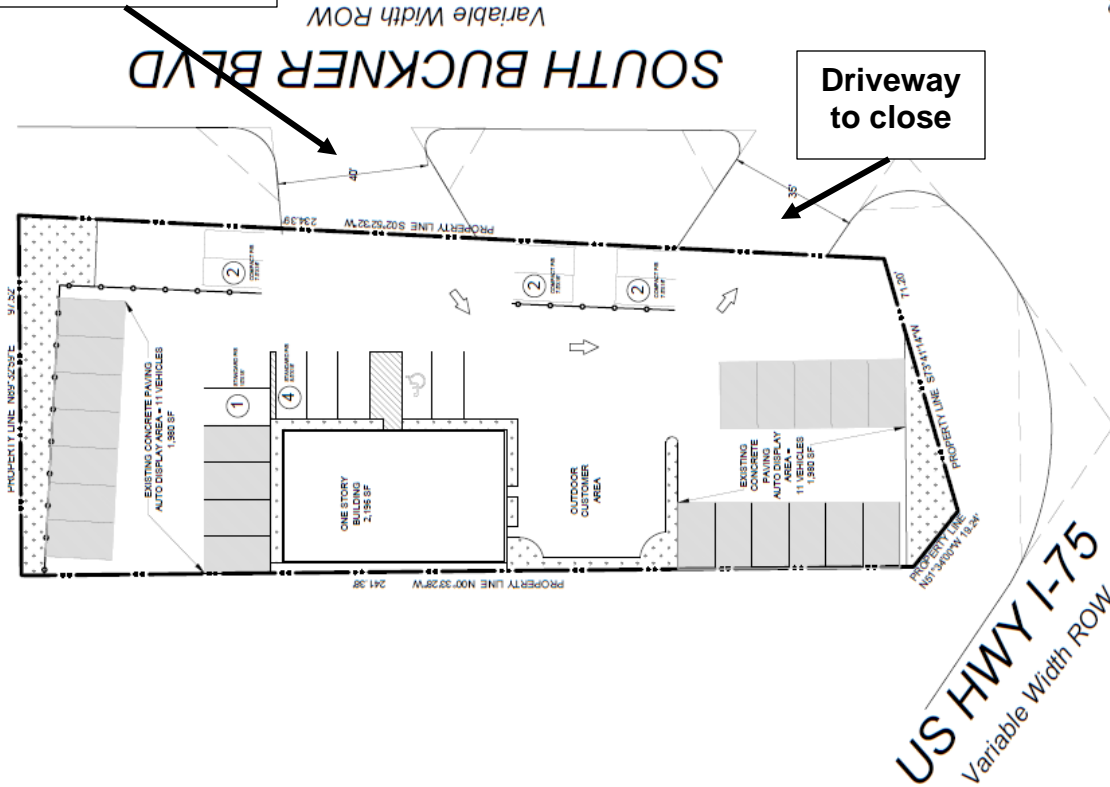 Variable Width ROW
SOUTH BUCKNER BLVD
Driveway
to close
40'
35'
234.39'
PROPERTY LINE S02°52'32"W
PROPERTY LINE N89°32'59"E
97.52'
2
2
2
71.20'
PROPERTY LINE S73°41'14"W
EXISTING CONCRETE PAVING
AUTO DISPLAY AREA = 11 VEHICLES
1,980 SF
1
4
ONE STORY
BUILDING
2,196 SF
OUTDOOR
CUSTOMER
AREA
EXISTING
CONCRETE
PAVING
AUTO DISPLAY
AREA =
11 VEHICLES
1,980 SF
PROPERTY LINE
N51°34'00"W 19.24'
241.38'
PROPERTY LINE N00°33'28"W
US HWY I-75
Variable Width ROW